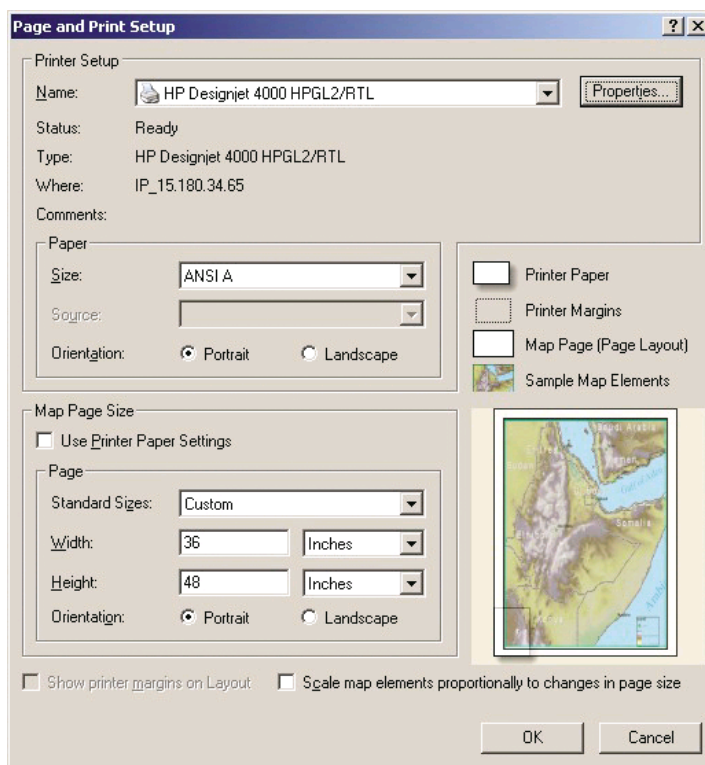 Page and Print Setup
Printer Setup
Name: HP Designjet 4000 HPGL2/RTL Properties...
Status: Ready
Type: HP Designjet 4000 HPGL2/RTL
Where: IP_15.180.34.65
Comments:
Paper
Size: ANSI A
Source:
Orientation: Portrait Landscape
Printer Paper
Printer Margins
Map Page (Page Layout)
Sample Map Elements
Map Page Size
Use Printer Paper Settings
Page
Standard Sizes: Custom
Width: 36 Inches
Height: 48 Inches
Orientation: Portrait Landscape
Saudi Arabia
Yemen
Somalia
Show printer margins on Layout Scale map elements proportionally to changes in page size
OK Cancel